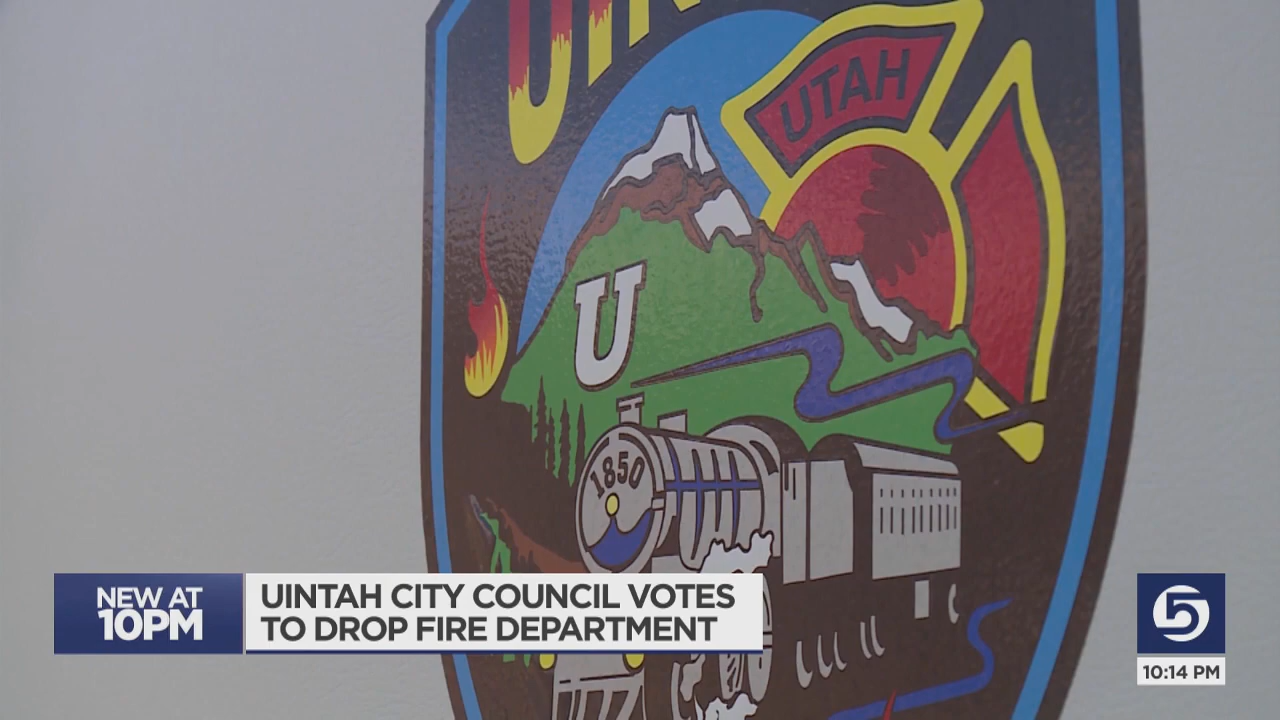 UTAH
U
1850
NEW AT
10PM
UINTAH CITY COUNCIL VOTES
TO DROP FIRE DEPARTMENT
5
10:14 PM